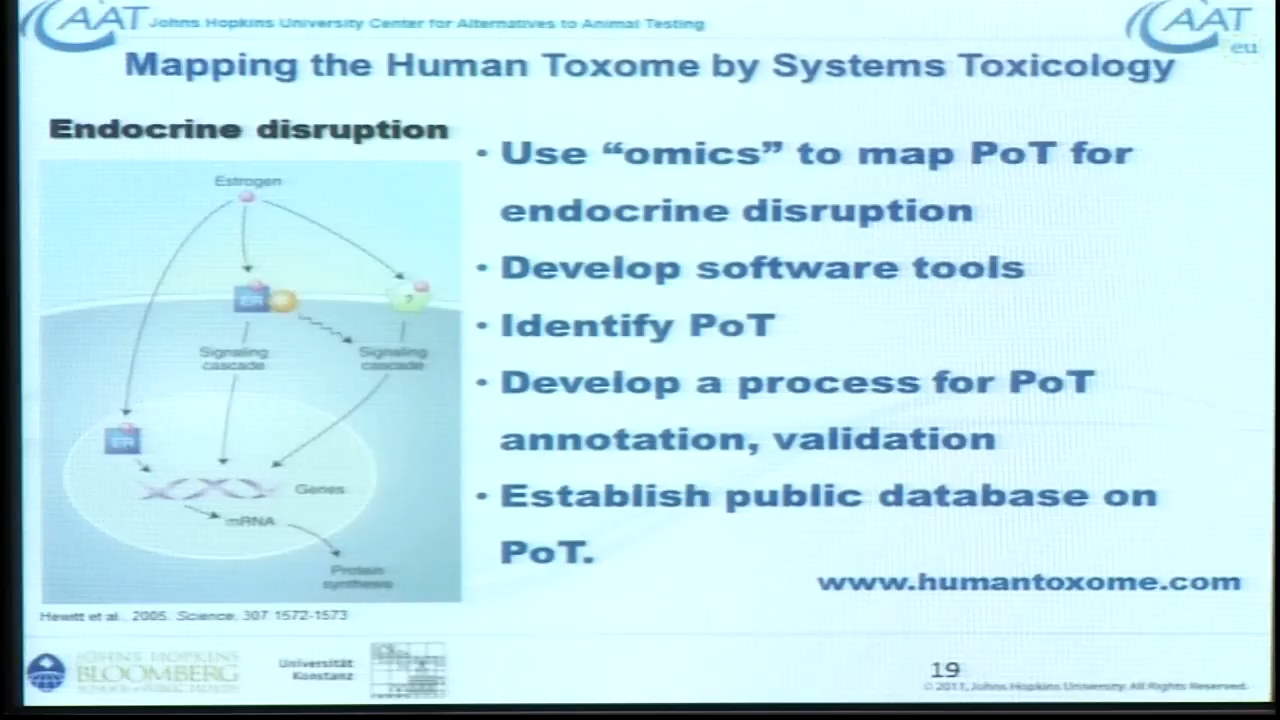 CAAT Johns Hopkins University Center for Alternatives to Animal Testing
CAAT
eu
Mapping the Human Toxome by Systems Toxicology
Endocrine disruption
Estrogen
ER
?
Signaling
cascade
Signaling
cascade
ER
Genes
mRNA
Protein
synthesis
Hewitt et al., 2005. Science, 307:1572-1573
• Use “omics” to map PoT for
endocrine disruption
• Develop software tools
• Identify PoT
• Develop a process for PoT
annotation, validation
• Establish public database on
PoT.
www.humantoxome.com
JOHNS HOPKINS
BLOOMBERG
SCHOOL of PUBLIC HEALTH
Universität
Konstanz
19
© 2011, Johns Hopkins University. All Rights Reserved.